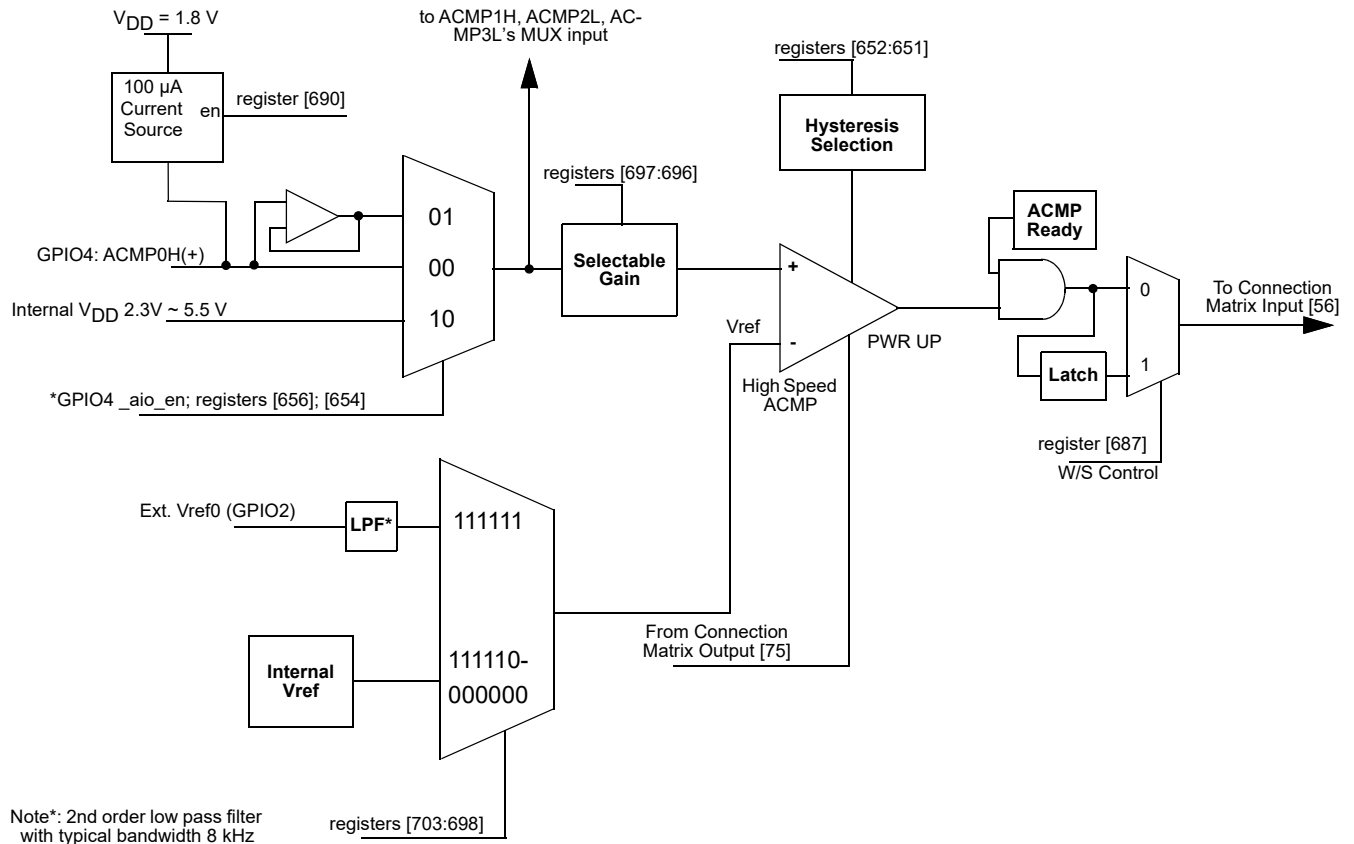 VDD = 1.8 V
to ACMP1H, ACMP2L, AC-
MP3L's MUX input
registers [652:651]
100 µA
Current
Source
en
register [690]
Hysteresis
Selection
registers [697:696]
01
ACMP
Ready
GPIO4: ACMP0H(+)
00
Selectable
Gain
+
Internal VDD 2.3V ~ 5.5 V
10
0
To Connection
Matrix Input [56]
Vref
-
PWR UP
Latch
1
High Speed
ACMP
*GPIO4 _aio_en; registers [656]; [654]
register [687]
W/S Control
Ext. Vref0 (GPIO2)
LPF*
111111
From Connection
Matrix Output [75]
Internal
Vref
111110-
000000
Note*: 2nd order low pass filter
with typical bandwidth 8 kHz
registers [703:698]